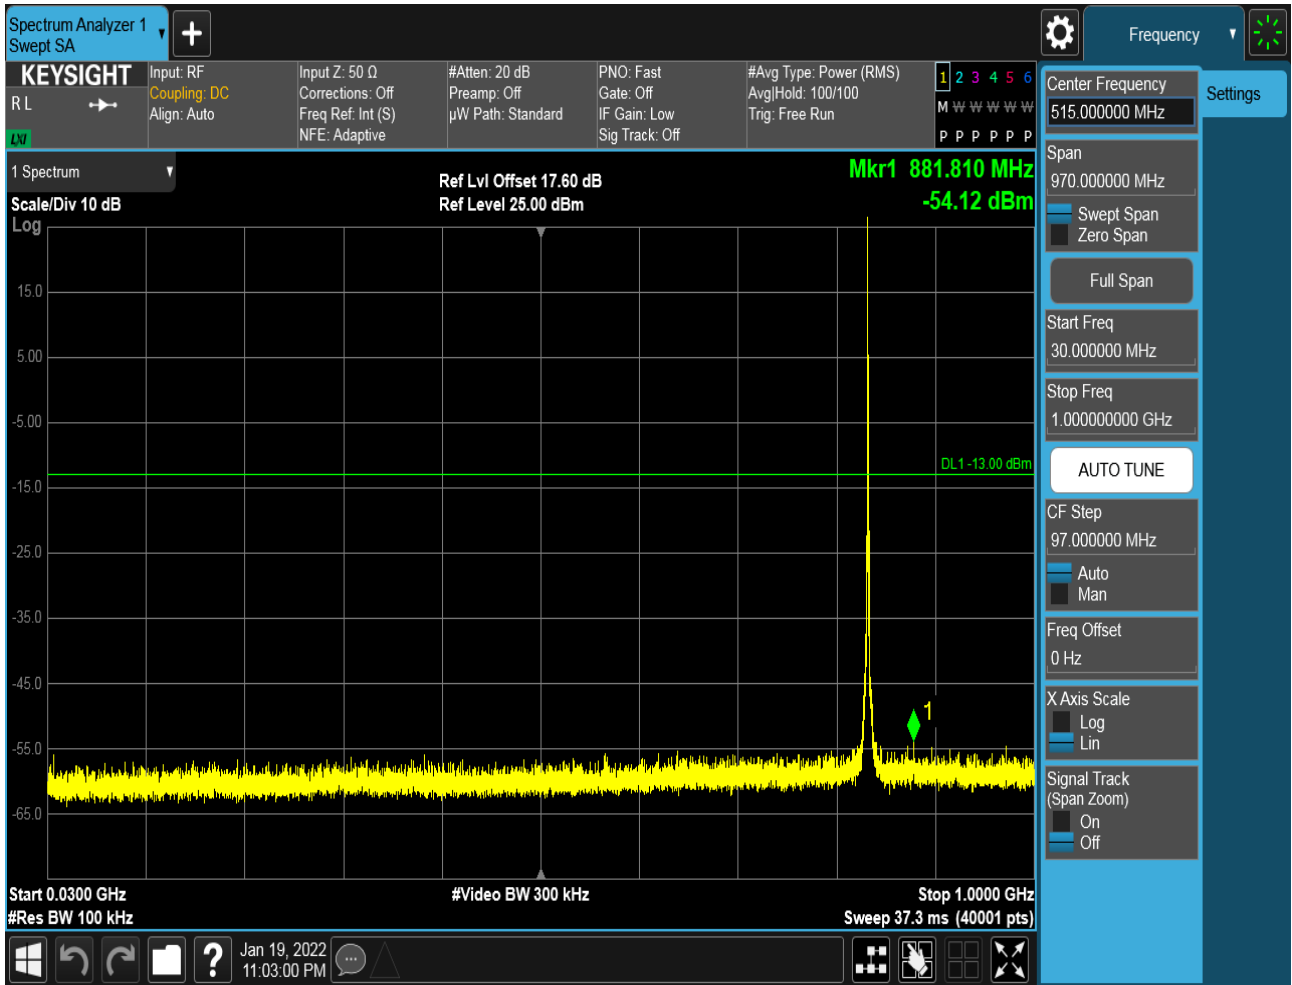 Spectrum Analyzer 1
Swept SA
Frequency
KEYSIGHT
R L
LXI
Input: RF
Coupling: DC
Align: Auto
Input Z: 50 Ω
Corrections: Off
Freq Ref: Int (S)
NFE: Adaptive
#Atten: 20 dB
Preamp: Off
µW Path: Standard
PNO: Fast
Gate: Off
IF Gain: Low
Sig Track: Off
#Avg Type: Power (RMS)
Avg|Hold: 100/100
Trig: Free Run
1 2 3 4 5 6
M W W W W W
P P P P P P
1 Spectrum
Scale/Div 10 dB
Log
Ref Lvl Offset 17.60 dB
Ref Level 25.00 dBm
Mkr1 881.810 MHz
-54.12 dBm
15.0
5.00
-5.00
DL1 -13.00 dBm
-15.0
-25.0
-35.0
-45.0
1
-55.0
-65.0
Start 0.0300 GHz
#Video BW 300 kHz
Stop 1.0000 GHz
#Res BW 100 kHz
Sweep 37.3 ms (40001 pts)
Jan 19, 2022
11:03:00 PM
Center Frequency
515.000000 MHz
Settings
Span
970.000000 MHz
Swept Span
Zero Span
Full Span
Start Freq
30.000000 MHz
Stop Freq
1.000000000 GHz
AUTO TUNE
CF Step
97.000000 MHz
Auto
Man
Freq Offset
0 Hz
X Axis Scale
Log
Lin
Signal Track
(Span Zoom)
On
Off